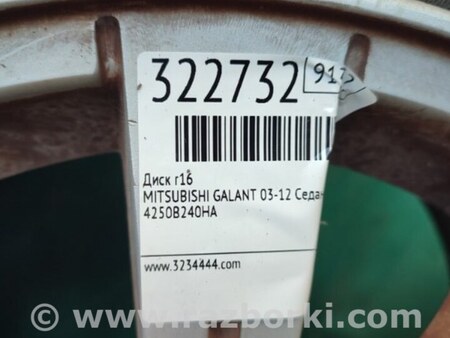 322732
Диск r16
MITSUBISHI GALANT 03-12 Седан
4250B240HA
www.3234444.com
© www.razborki.com